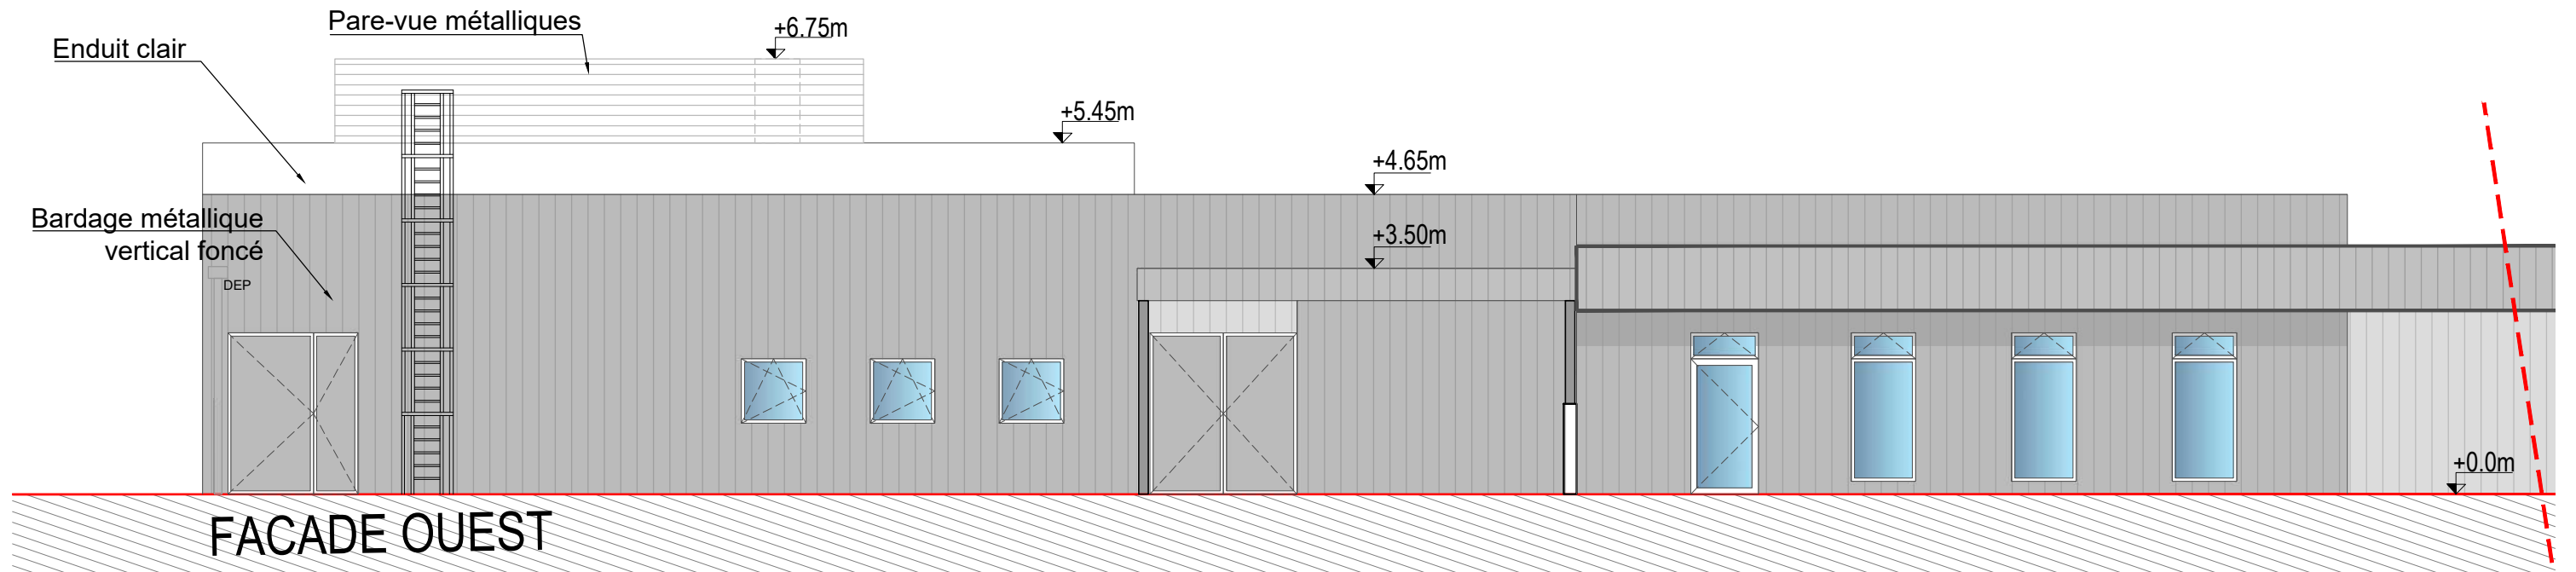 Pare-vue métalliques
+6.75m
Enduit clair
+5.45m
+4.65m
Bardage métallique
vertical foncé
+3.50m
DEP
+0.0m
FACADE OUEST